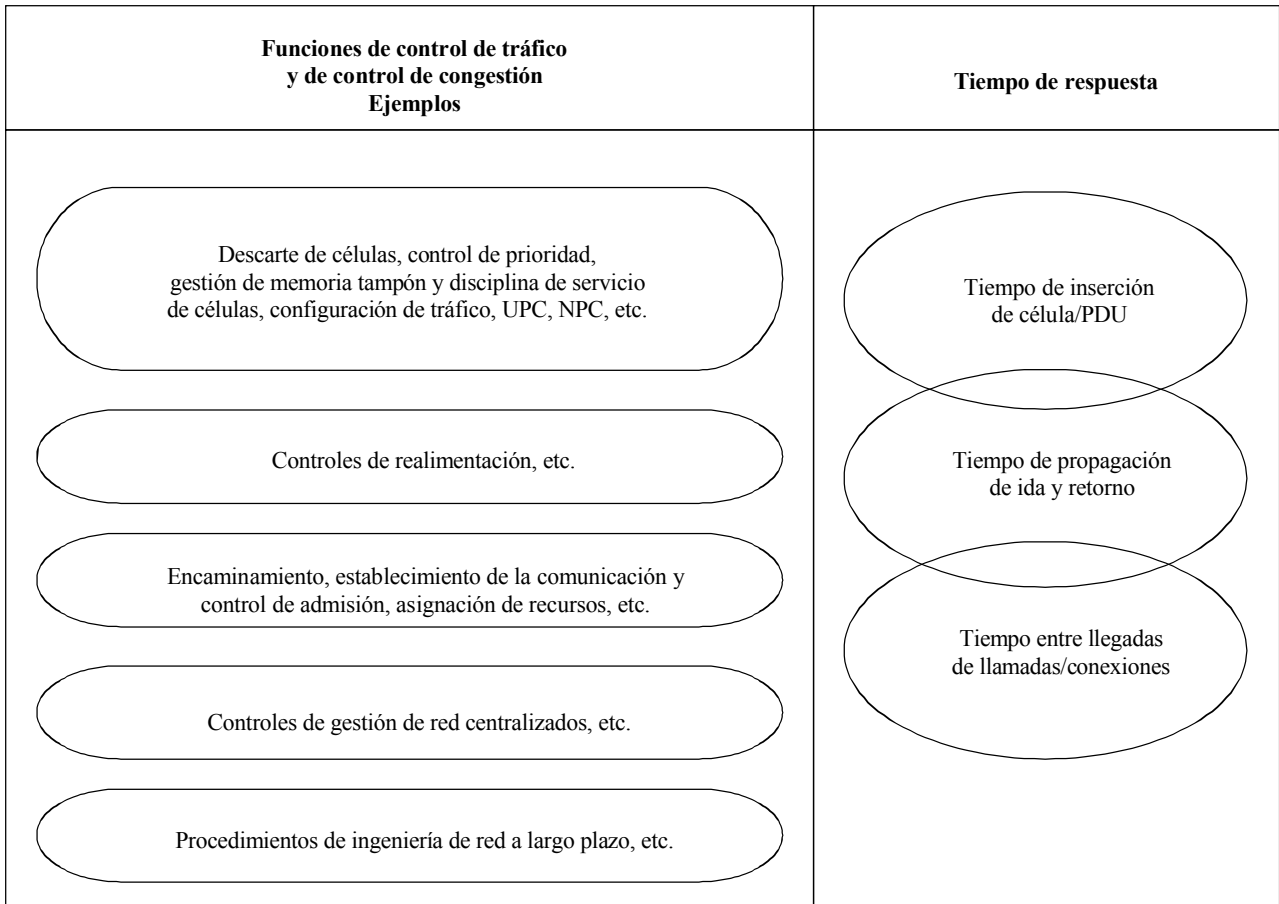 Funciones de control de tráfico
y de control de congestión
Ejemplos
Tiempo de respuesta
Descarte de células, control de prioridad,
gestión de memoria tampón y disciplina de servicio
de células, configuración de tráfico, UPC, NPC, etc.
Controles de realimentación, etc.
Encaminamiento, establecimiento de la comunicación y
control de admisión, asignación de recursos, etc.
Controles de gestión de red centralizados, etc.
Procedimientos de ingeniería de red a largo plazo, etc.
Tiempo de inserción
de célula/PDU
Tiempo de propagación
de ida y retorno
Tiempo entre llegadas
de llamadas/conexiones